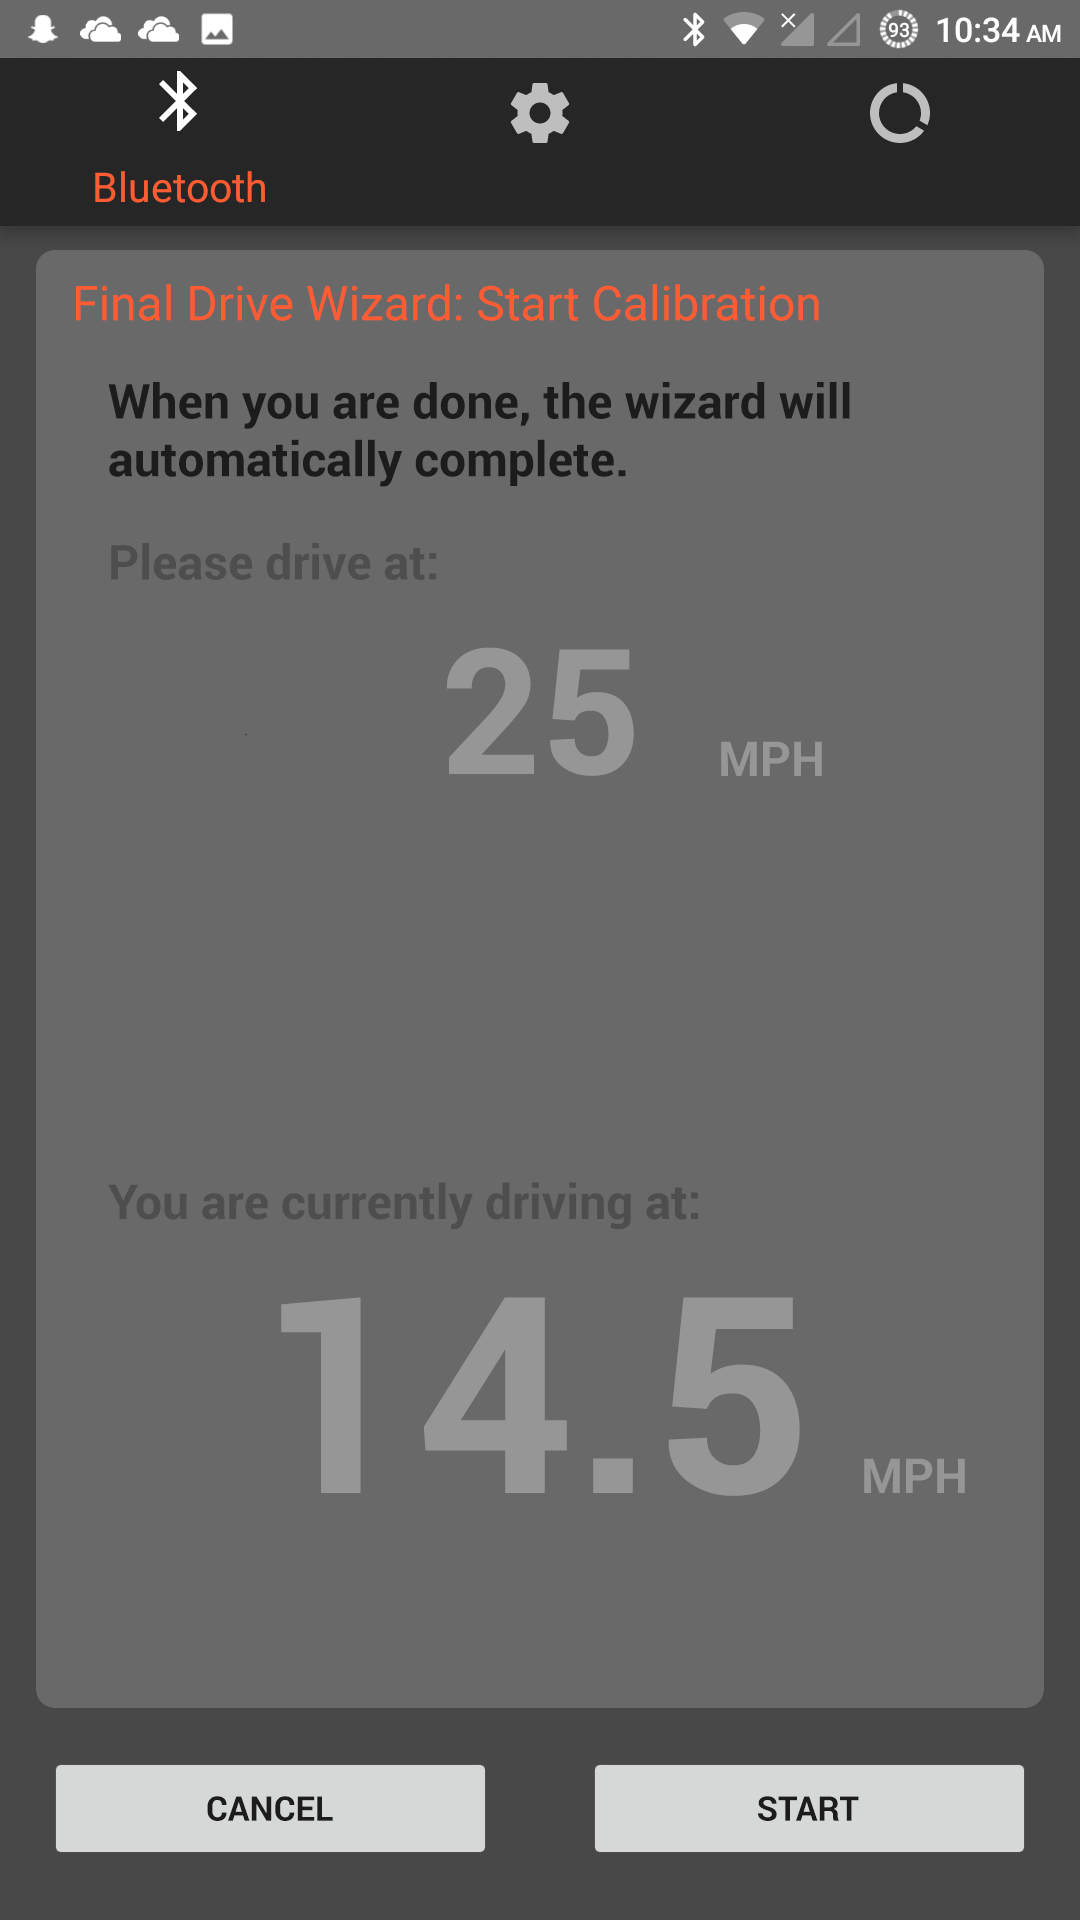 93 10:34 AM
Bluetooth
Final Drive Wizard: Start Calibration
When you are done, the wizard will
automatically complete.
Please drive at:
25 MPH
You are currently driving at:
14.5 MPH
CANCEL START